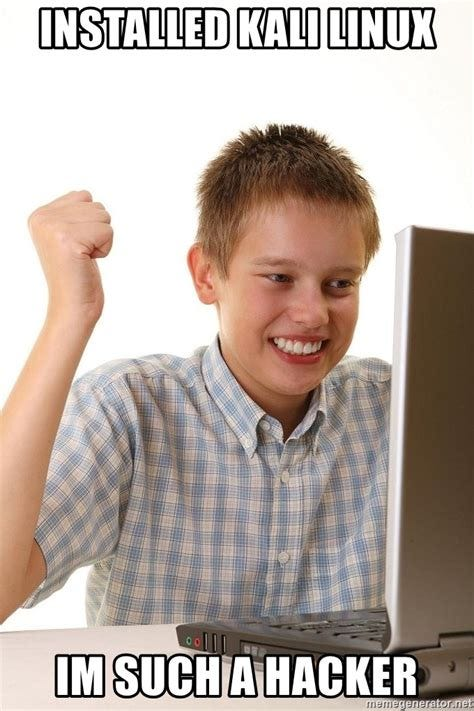 INSTALLED KALI LINUX
IM SUCH A HACKER
memegenerator.net